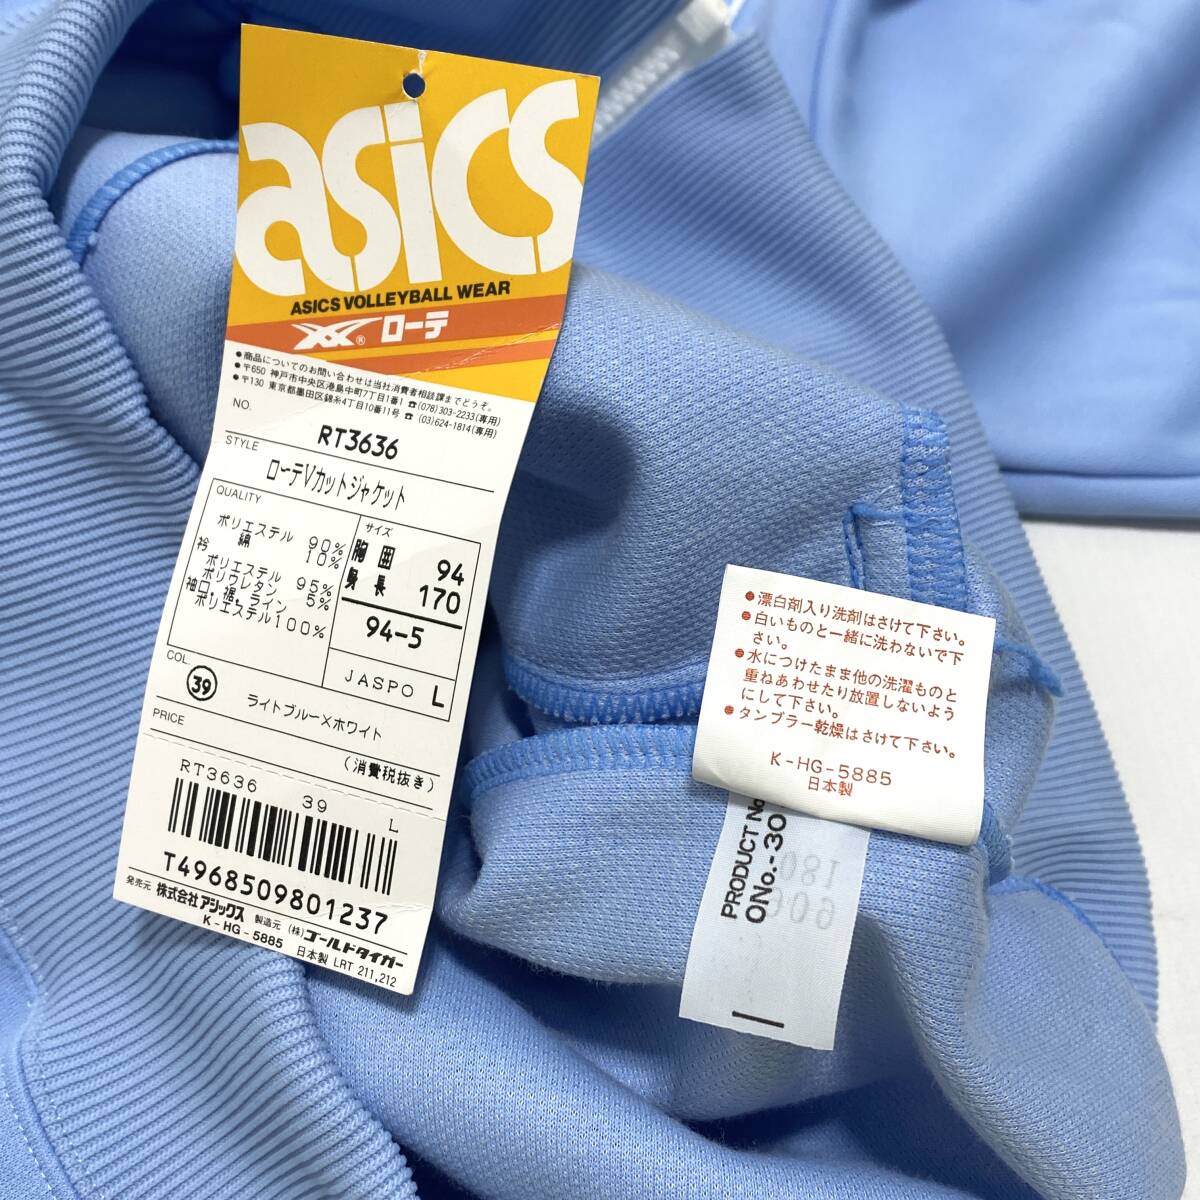 asics
ASICS VOLLEYBALL WEAR
® ローテ
●商品についてのお問い合わせは当社消費者相談課までどうぞ。
●〒650 神戸市中央区港島中町7丁目1番1 ☎(078)303-2233(専用)
●〒130 東京都墨田区錦糸4丁目10番11号 ☎(03)624-1814(専用)
NO.
RT3636
STYLE
ローテVカットジャケット
QUALITY
ポリエステル 90%
綿 10%
衿
ポリエステル 95%
ポリウレタン 5%
袖口・裾・ライン
ポリエステル100%
サイズ
胸囲 94
身長 170
94-5
JASPO L
COL.
39 ライトブルー×ホワイト
PRICE
(消費税抜き)
RT3636 39 L
T4968509801237
発売元 株式会社アシックス 製造元 (株)ゴールドタイガー
K-HG-5885 日本製 LRT 211,212
●漂白剤入り洗剤はさけて下さい。
●白いものと一緒に洗わないで下
さい。
●水につけたまま他の洗濯ものと
重ねあわせたり放置しないよう
にして下さい。
●タンブラー乾燥はさけて下さい。
K-HG-5885
日本製
PRODUCT No
ONo.-30